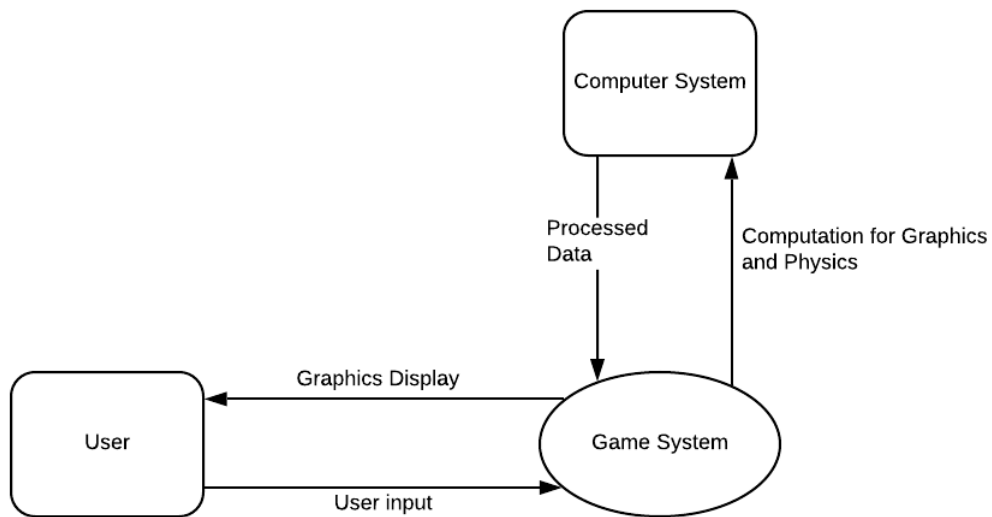 Computer System
Processed
Data
Computation for Graphics
and Physics
Graphics Display
User
Game System
User input